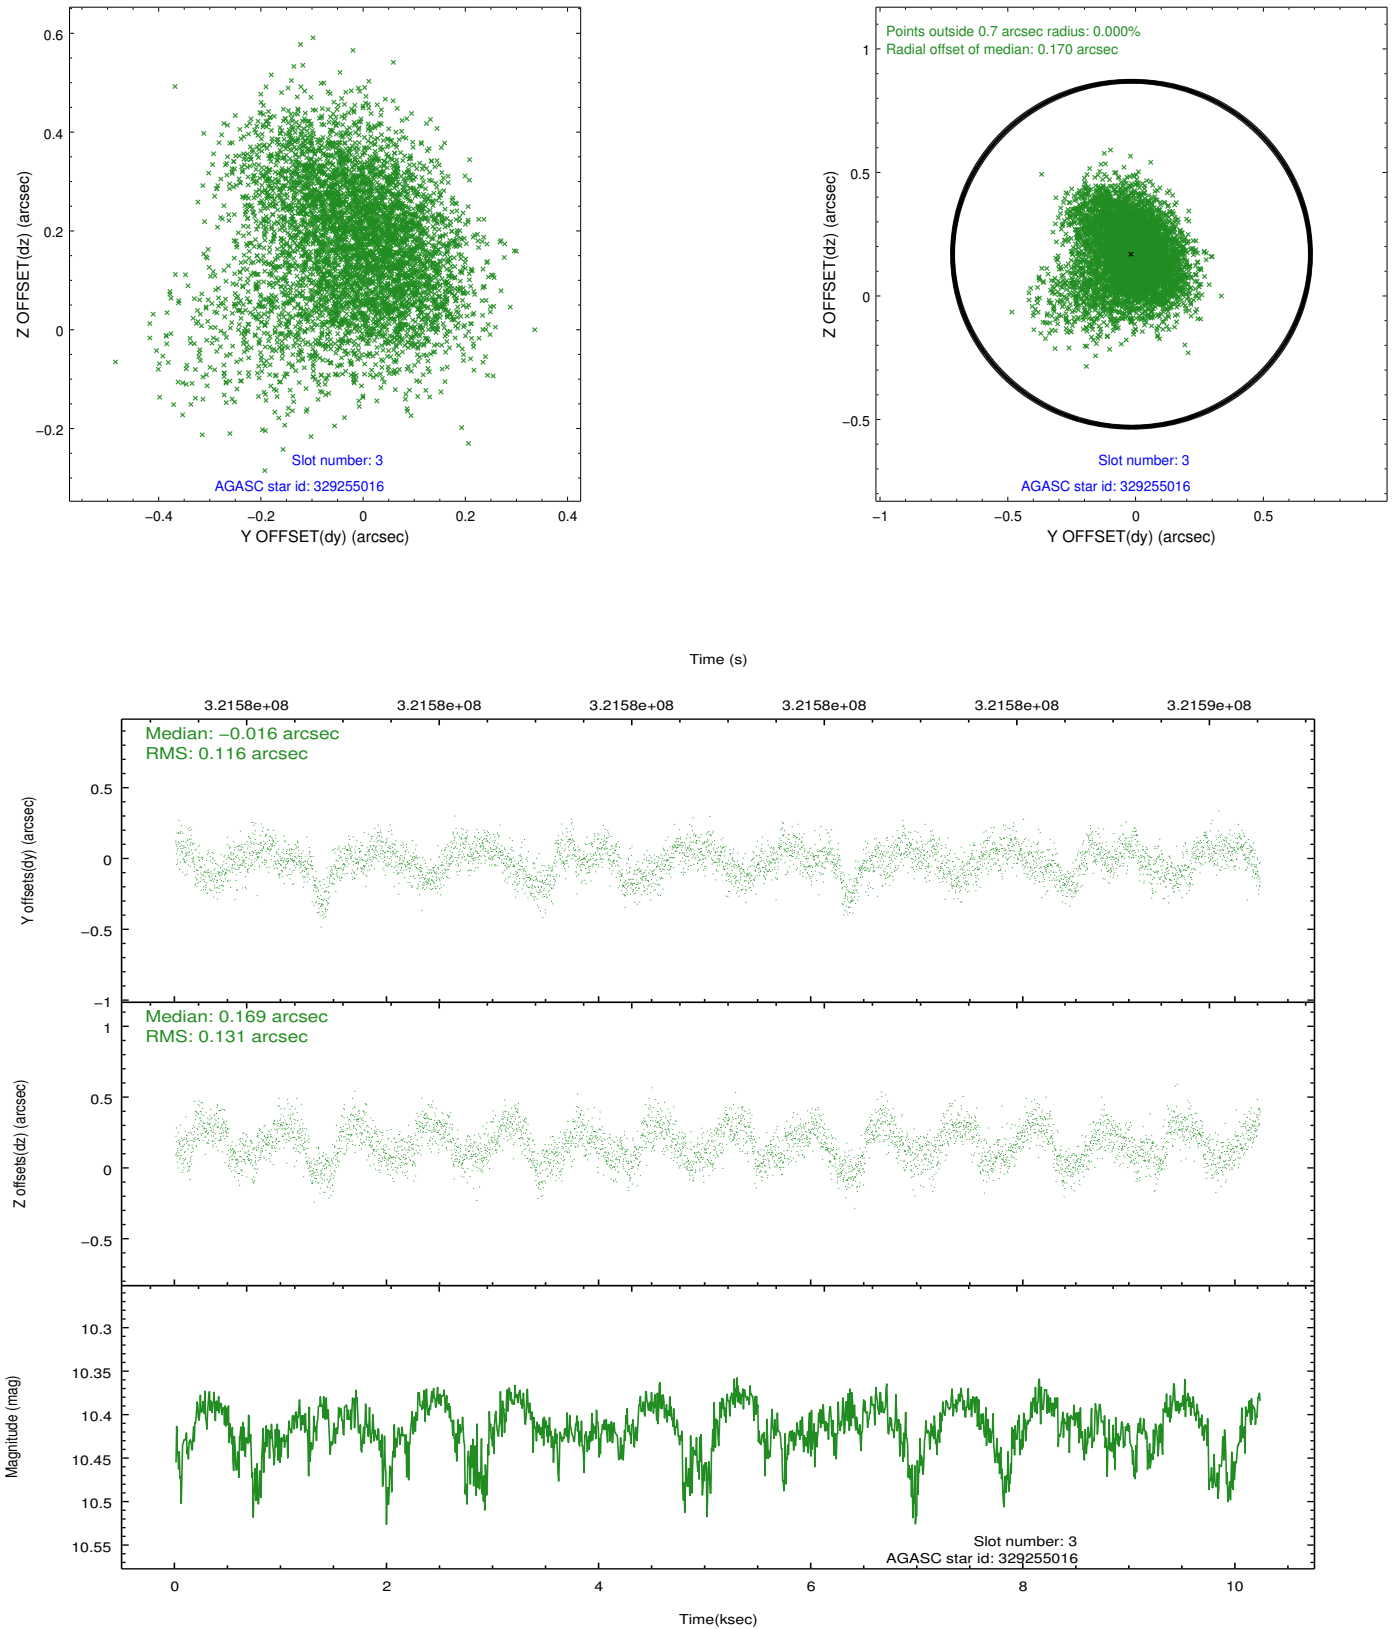 0.6
0.4
0.2
0
−0.2
Z OFFSET(dz) (arcsec)
Slot number: 3
AGASC star id: 329255016
−0.4 −0.2 0 0.2 0.4
Y OFFSET(dy) (arcsec)
Points outside 0.7 arcsec radius: 0.000%
Radial offset of median: 0.170 arcsec
1
0.5
0
−0.5
Z OFFSET(dz) (arcsec)
Slot number: 3
AGASC star id: 329255016
−1 −0.5 0 0.5
Y OFFSET(dy) (arcsec)
Time (s)
3.2158e+08 3.2158e+08 3.2158e+08 3.2158e+08 3.2158e+08 3.2159e+08
Median: −0.016 arcsec
RMS: 0.116 arcsec
0.5
0
−0.5
−1
Y offsets(dy) (arcsec)
Median: 0.169 arcsec
RMS: 0.131 arcsec
1
0.5
0
−0.5
Z offsets(dz) (arcsec)
10.3
10.35
10.4
10.45
10.5
10.55
Magnitude (mag)
Slot number: 3
AGASC star id: 329255016
0 2 4 6 8 10
Time(ksec)